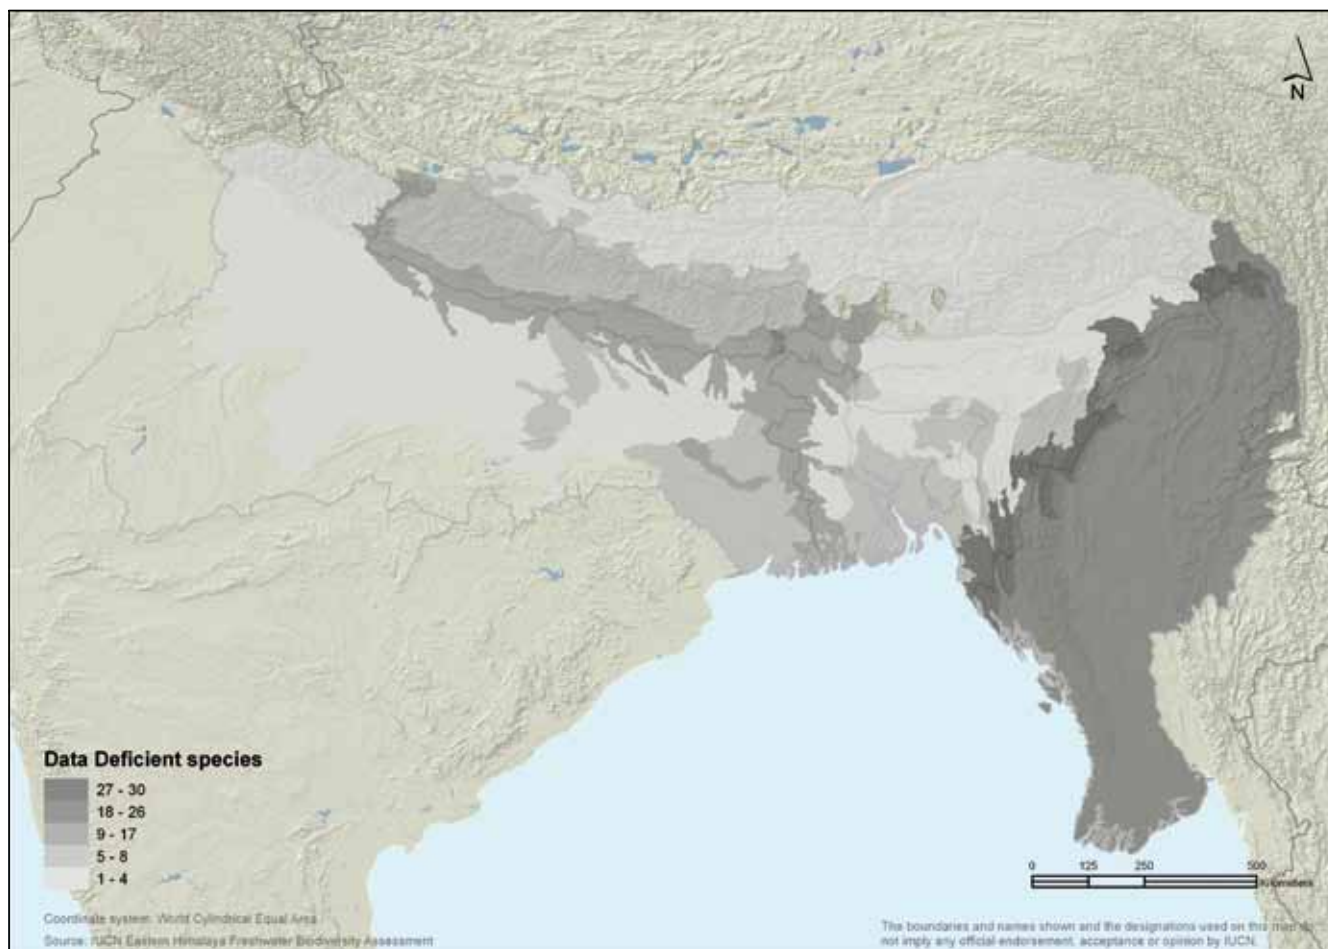 N
Data Deficient species
27 - 30
18 - 26
9 - 17
5 - 8
1 - 4
0 125 250 500
Kilometers
Coordinate system: World Cylindrical Equal Area
Source: IUCN Eastern Himalaya Freshwater Biodiversity Assessment
The boundaries and names shown and the designations used on this map do
not imply any official endorsement, acceptance or opinion by IUCN.